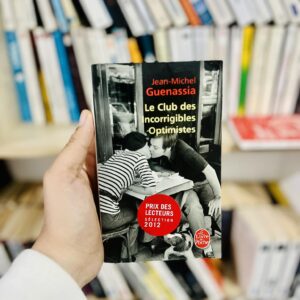 Jean-Michel
Guenassia
Le Club des
Incorrigibles
Optimistes
PRIX DES
LECTEURS
SÉLECTION
2012
Le Livre
de Poche